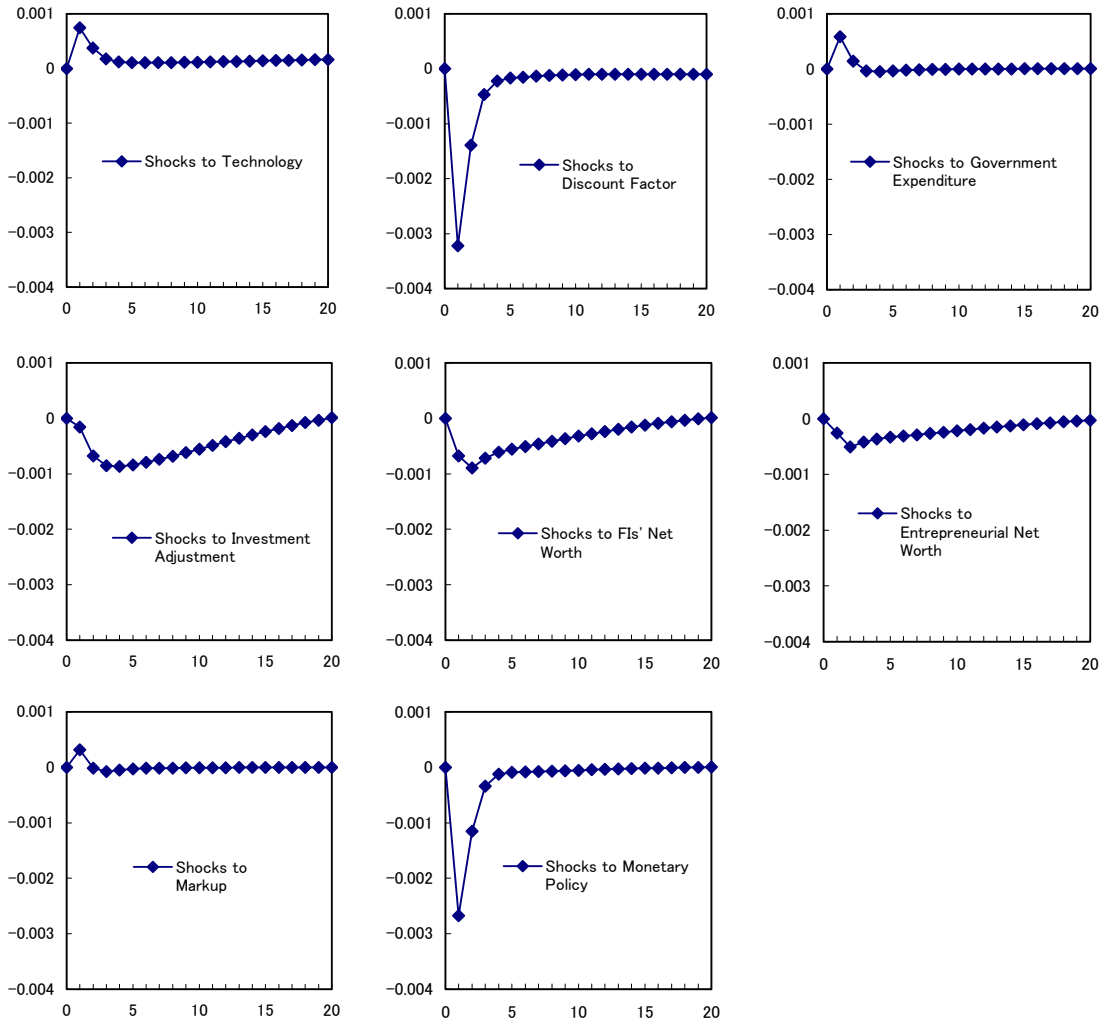 0.001
0
−0.001
−0.002
−0.003
−0.004
0 5 10 15 20
Shocks to Technology
0.001
0
−0.001
−0.002
−0.003
−0.004
0 5 10 15 20
Shocks to
Discount Factor
0.001
0
−0.001
−0.002
−0.003
−0.004
0 5 10 15 20
Shocks to Government
Expenditure
0.001
0
−0.001
−0.002
−0.003
−0.004
0 5 10 15 20
Shocks to Investment
Adjustment
0.001
0
−0.001
−0.002
−0.003
−0.004
0 5 10 15 20
Shocks to FIs' Net
Worth
0.001
0
−0.001
−0.002
−0.003
−0.004
0 5 10 15 20
Shocks to
Entrepreneurial Net
Worth
0.001
0
−0.001
−0.002
−0.003
−0.004
0 5 10 15 20
Shocks to
Markup
0.001
0
−0.001
−0.002
−0.003
−0.004
0 5 10 15 20
Shocks to Monetary
Policy